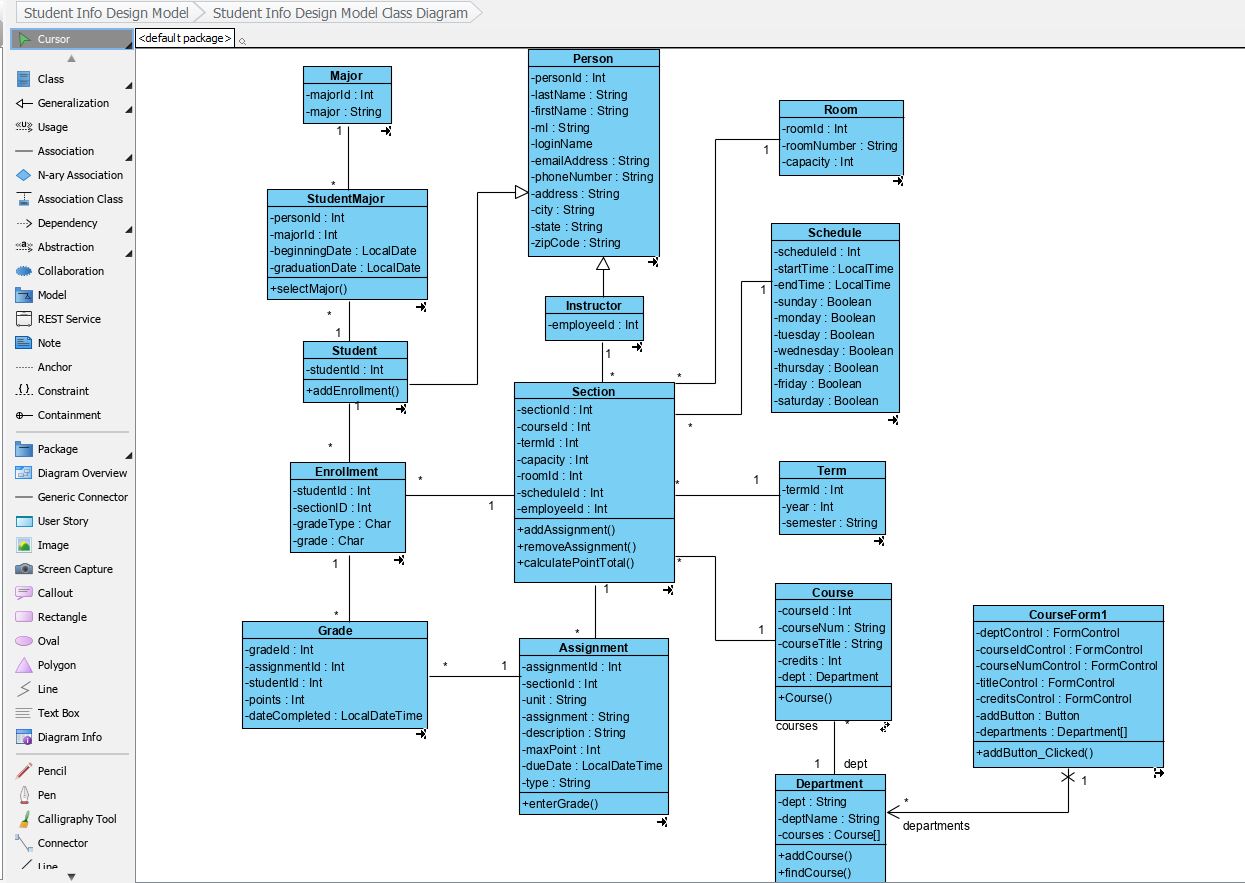 Student Info Design Model
Student Info Design Model Class Diagram
Cursor
Class
Generalization
Usage
Association
N-ary Association
Association Class
Dependency
Abstraction
Collaboration
Model
REST Service
Note
Anchor
Constraint
Containment
Package
Diagram Overview
Generic Connector
User Story
Image
Screen Capture
Callout
Rectangle
Oval
Polygon
Line
Text Box
Diagram Info
Pencil
Pen
Calligraphy Tool
Connector
Line
<default package>
Major
-majorId : Int
-major : String
1
*
StudentMajor
-personId : Int
-majorId : Int
-beginningDate : LocalDate
-graduationDate : LocalDate
+selectMajor()
*
1
Student
-studentId : Int
+addEnrollment()
1
*
Enrollment
-studentId : Int
-sectionID : Int
-gradeType : Char
-grade : Char
*
1
1
*
Grade
-gradeId : Int
-assignmentId : Int
-studentId : Int
-points : Int
-dateCompleted : LocalDateTime
*
1
Person
-personId : Int
-lastName : String
-firstName : String
-mI : String
-loginName
-emailAddress : String
-phoneNumber : String
-address : String
-city : String
-state : String
-zipCode : String
Instructor
-employeeId : Int
1
*
Section
-sectionId : Int
-courseId : Int
-termId : Int
-capacity : Int
-roomId : Int
-scheduleId : Int
-employeeId : Int
+addAssignment()
+removeAssignment()
+calculatePointTotal()
1
*
Assignment
-assignmentId : Int
-sectionId : Int
-unit : String
-assignment : String
-description : String
-maxPoint : Int
-dueDate : LocalDateTime
-type : String
+enterGrade()
Room
-roomId : Int
-roomNumber : String
-capacity : Int
1
*
Schedule
-scheduleId : Int
-startTime : LocalTime
-endTime : LocalTime
-sunday : Boolean
-monday : Boolean
-tuesday : Boolean
-wednesday : Boolean
-thursday : Boolean
-friday : Boolean
-saturday : Boolean
1
*
Term
-termId : Int
-year : Int
-semester : String
1
*
Course
-courseId : Int
-courseNum : String
-courseTitle : String
-credits : Int
-dept : Department
+Course()
1
*
courses
*
1
dept
Department
-dept : String
-deptName : String
-courses : Course[]
+addCourse()
+findCourse()
CourseForm1
-deptControl : FormControl
-courseIdControl : FormControl
-courseNumControl : FormControl
-titleControl : FormControl
-creditsControl : FormControl
-addButton : Button
-departments : Department[]
+addButton_Clicked()
1
*
departments